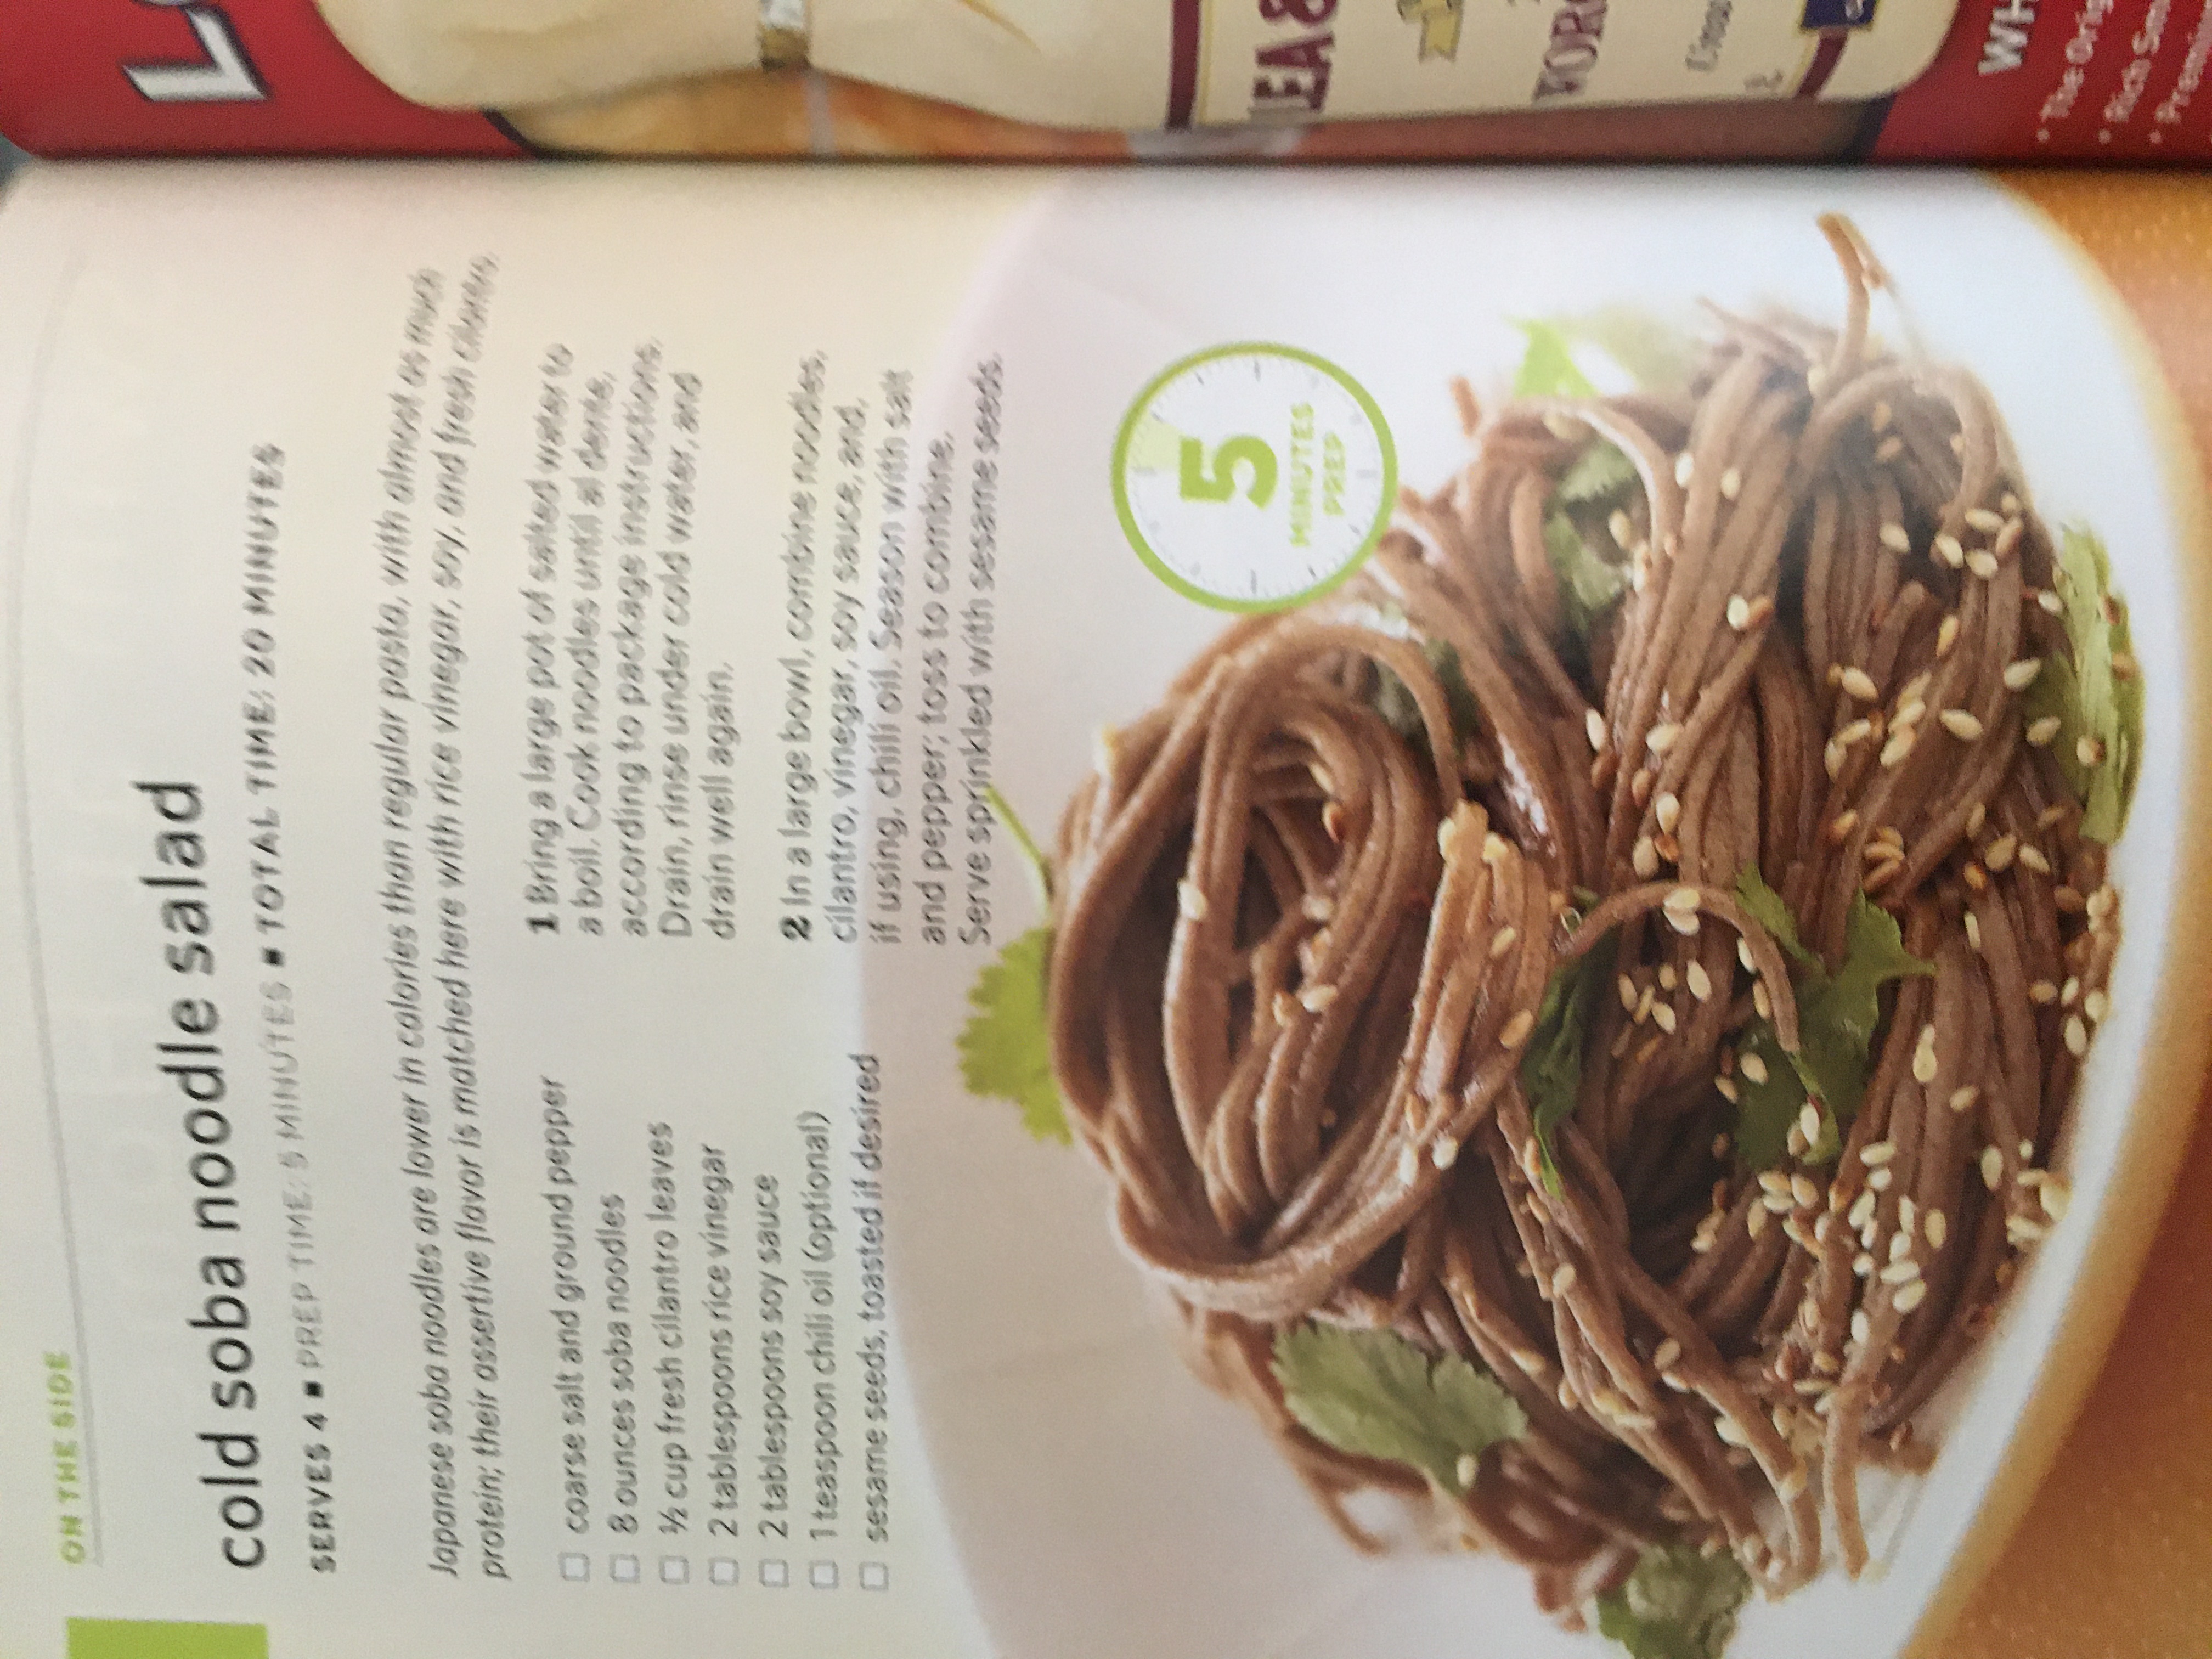 ON THE SIDE
cold soba noodle salad
SERVES 4 ■ PREP TIME: 5 MINUTES ■ TOTAL TIME: 20 MINUTES
Japanese soba noodles are lower in calories than regular pasta, with almost as much
protein; their assertive flavor is matched here with rice vinegar, soy, and fresh cilantro.
☐ coarse salt and ground pepper
☐ 8 ounces soba noodles
☐ ½ cup fresh cilantro leaves
☐ 2 tablespoons rice vinegar
☐ 2 tablespoons soy sauce
☐ 1 teaspoon chili oil (optional)
☐ sesame seeds, toasted if desired
1 Bring a large pot of salted water to
a boil. Cook noodles until al dente,
according to package instructions.
Drain, rinse under cold water, and
drain well again.
2 In a large bowl, combine noodles,
cilantro, vinegar, soy sauce, and,
if using, chili oil. Season with salt
and pepper; toss to combine.
Serve sprinkled with sesame seeds.
5
MINUTES
PREP
LEA &
WH
• The Orig
• Rich